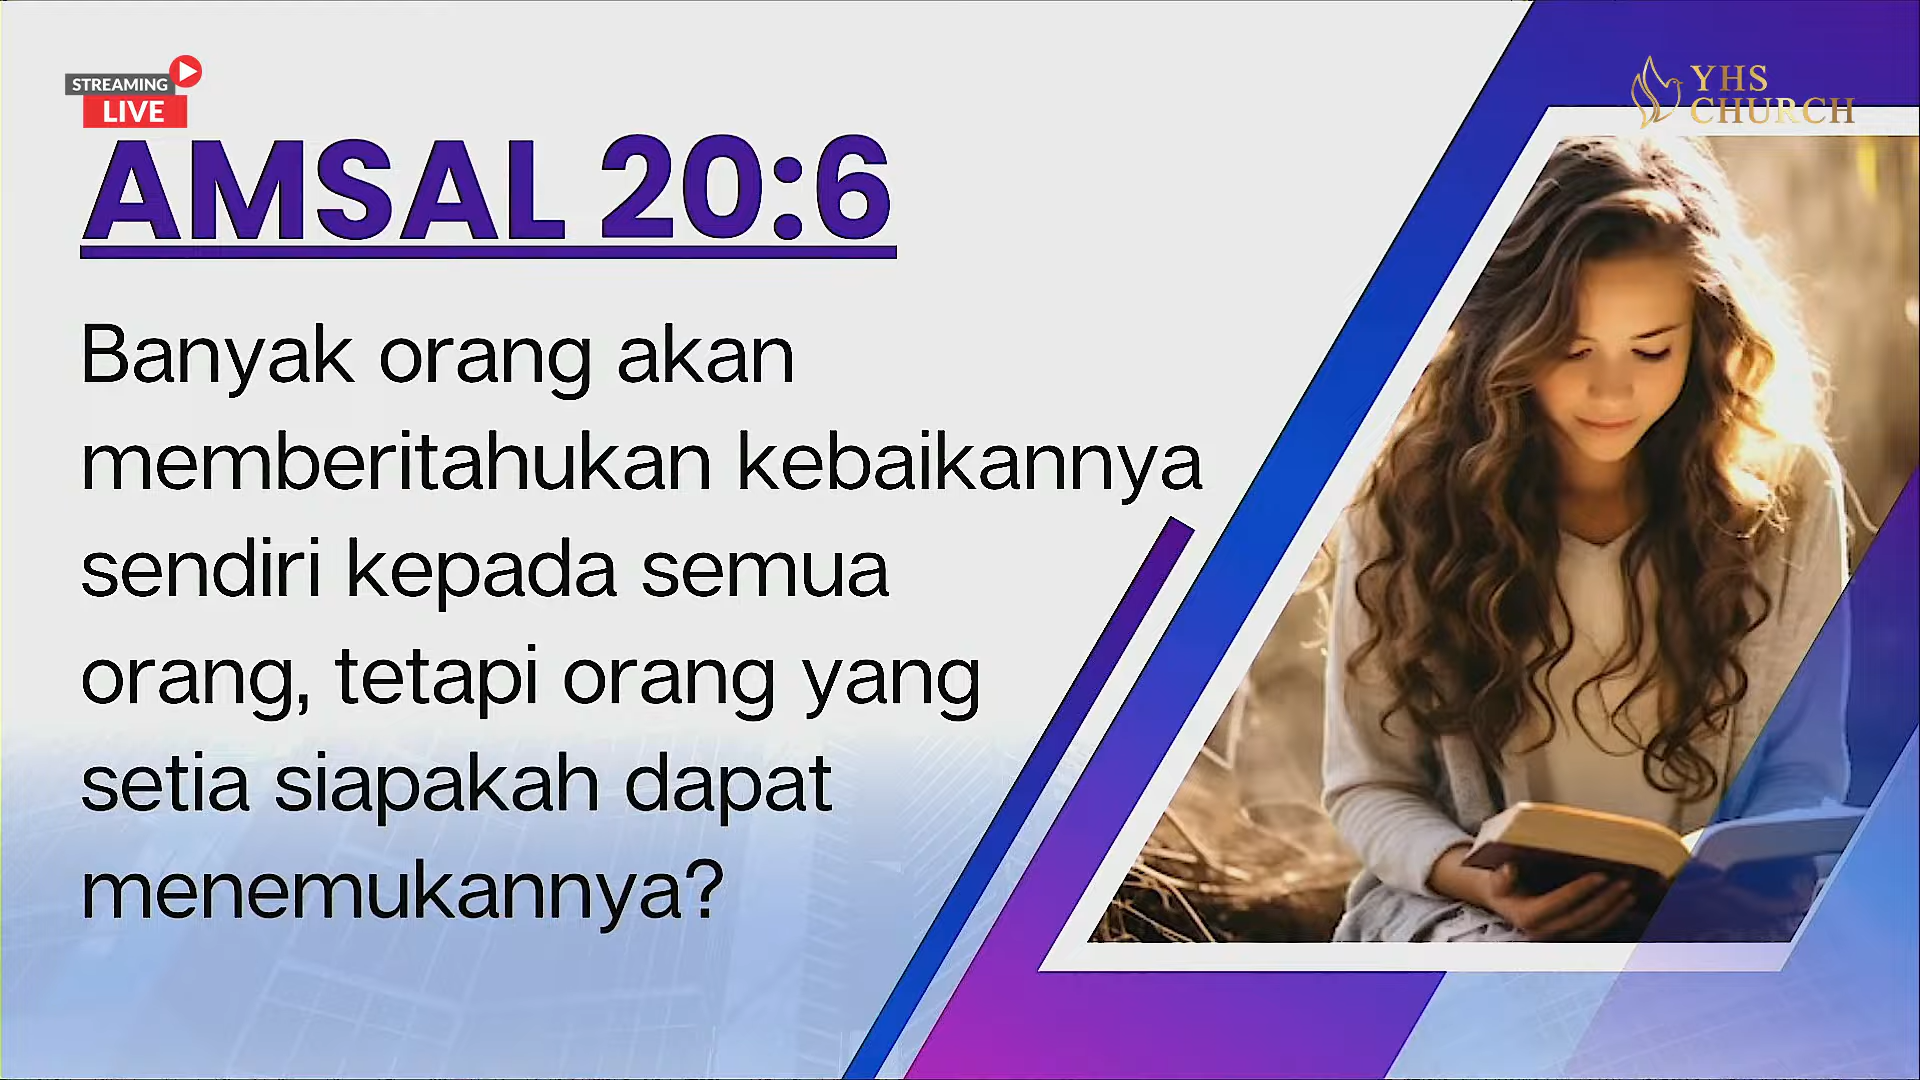 STREAMING
LIVE
YHS
CHURCH
AMSAL 20:6
Banyak orang akan
memberitahukan kebaikannya
sendiri kepada semua
orang, tetapi orang yang
setia siapakah dapat
menemukannya?